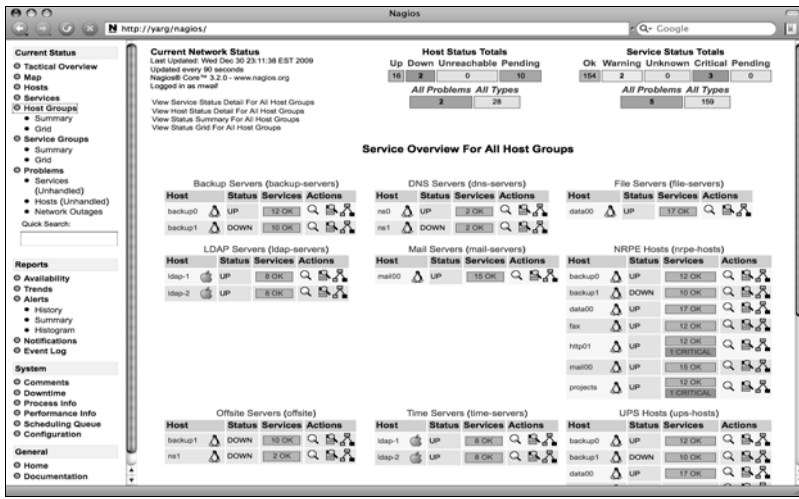 Nagios
N http://yarg/nagios/
Google
Current Status
Tactical Overview
Map
Hosts
Services
Host Groups
Summary
Grid
Service Groups
Summary
Grid
Problems
Services
(Unhandled)
Hosts (Unhandled)
Network Outages
Quick Search:
Reports
Availability
Trends
Alerts
History
Summary
Histogram
Notifications
Event Log
System
Comments
Downtime
Process Info
Performance Info
Scheduling Queue
Configuration
General
Home
Documentation
Current Network Status
Last Updated: Wed Dec 30 23:11:38 EST 2009
Updated every 90 seconds
Nagios® Core™ 3.2.0 - www.nagios.org
Logged in as mwail
View Service Status Detail For All Host Groups
View Host Status Detail For All Host Groups
View Status Summary For All Host Groups
View Status Grid For All Host Groups
Host Status Totals
Up Down Unreachable Pending
16 2 0 10
All Problems All Types
2 28
Service Status Totals
Ok Warning Unknown Critical Pending
154 2 0 3 0
All Problems All Types
5 159
Service Overview For All Host Groups
Backup Servers (backup-servers)
Host Status Services Actions
backup0 UP 12 OK
backup1 DOWN 10 OK
DNS Servers (dns-servers)
Host Status Services Actions
ns0 UP 2 OK
ns1 DOWN 2 OK
File Servers (file-servers)
Host Status Services Actions
data00 UP 17 OK
LDAP Servers (ldap-servers)
Host Status Services Actions
ldap-1 UP 8 OK
ldap-2 UP 8 OK
Mail Servers (mail-servers)
Host Status Services Actions
mail00 UP 15 OK
NRPE Hosts (nrpe-hosts)
Host Status Services Actions
backup0 UP 12 OK
backup1 DOWN 10 OK
data00 UP 17 OK
fax UP 12 OK
http01 UP 12 OK
1 CRITICAL
mail00 UP 15 OK
projects UP 12 OK
1 CRITICAL
Offsite Servers (offsite)
Host Status Services Actions
backup1 DOWN 10 OK
ns1 DOWN 2 OK
Time Servers (time-servers)
Host Status Services Actions
ldap-1 UP 8 OK
ldap-2 UP 8 OK
UPS Hosts (ups-hosts)
Host Status Services Actions
backup0 UP 12 OK
backup1 DOWN 10 OK
data00 UP 17 OK